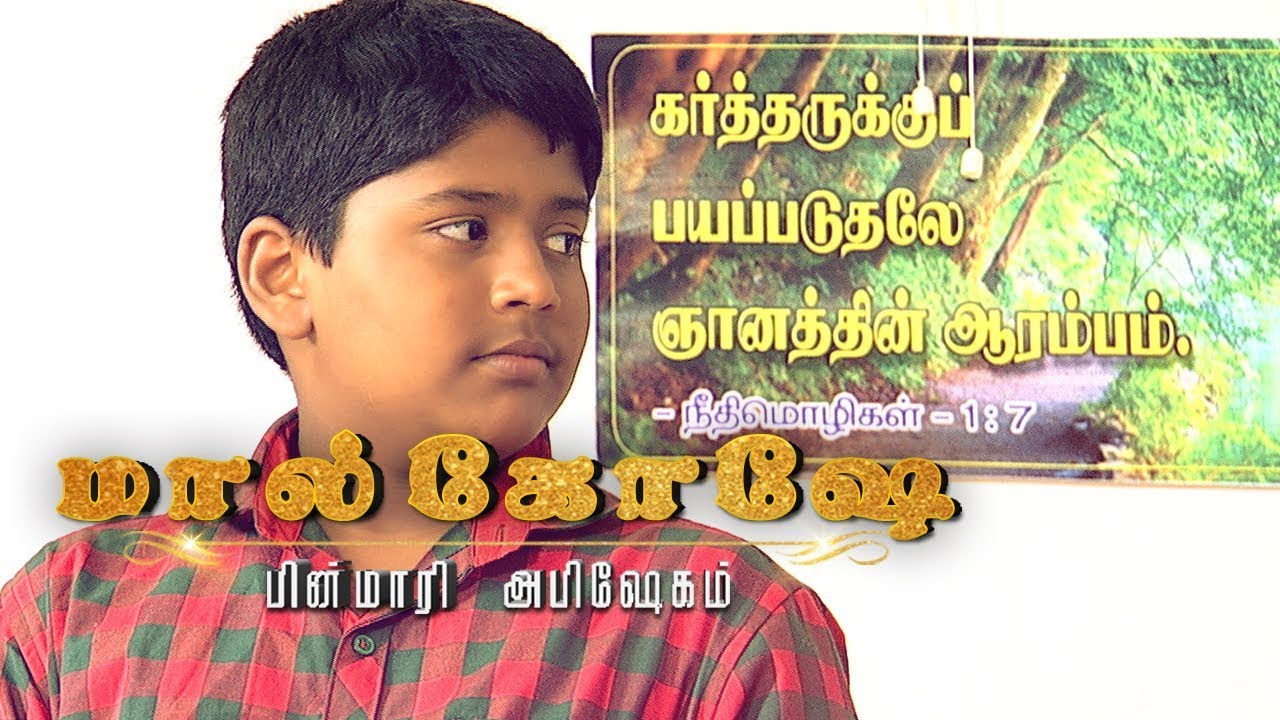 கர்த்தருக்குப்
பயப்படுதலே
ஞானத்தின் ஆரம்பம்.
- நீதிமொழிகள் - 1:7
மால்கோஷே
பின்மாரி அபிஷேகம்